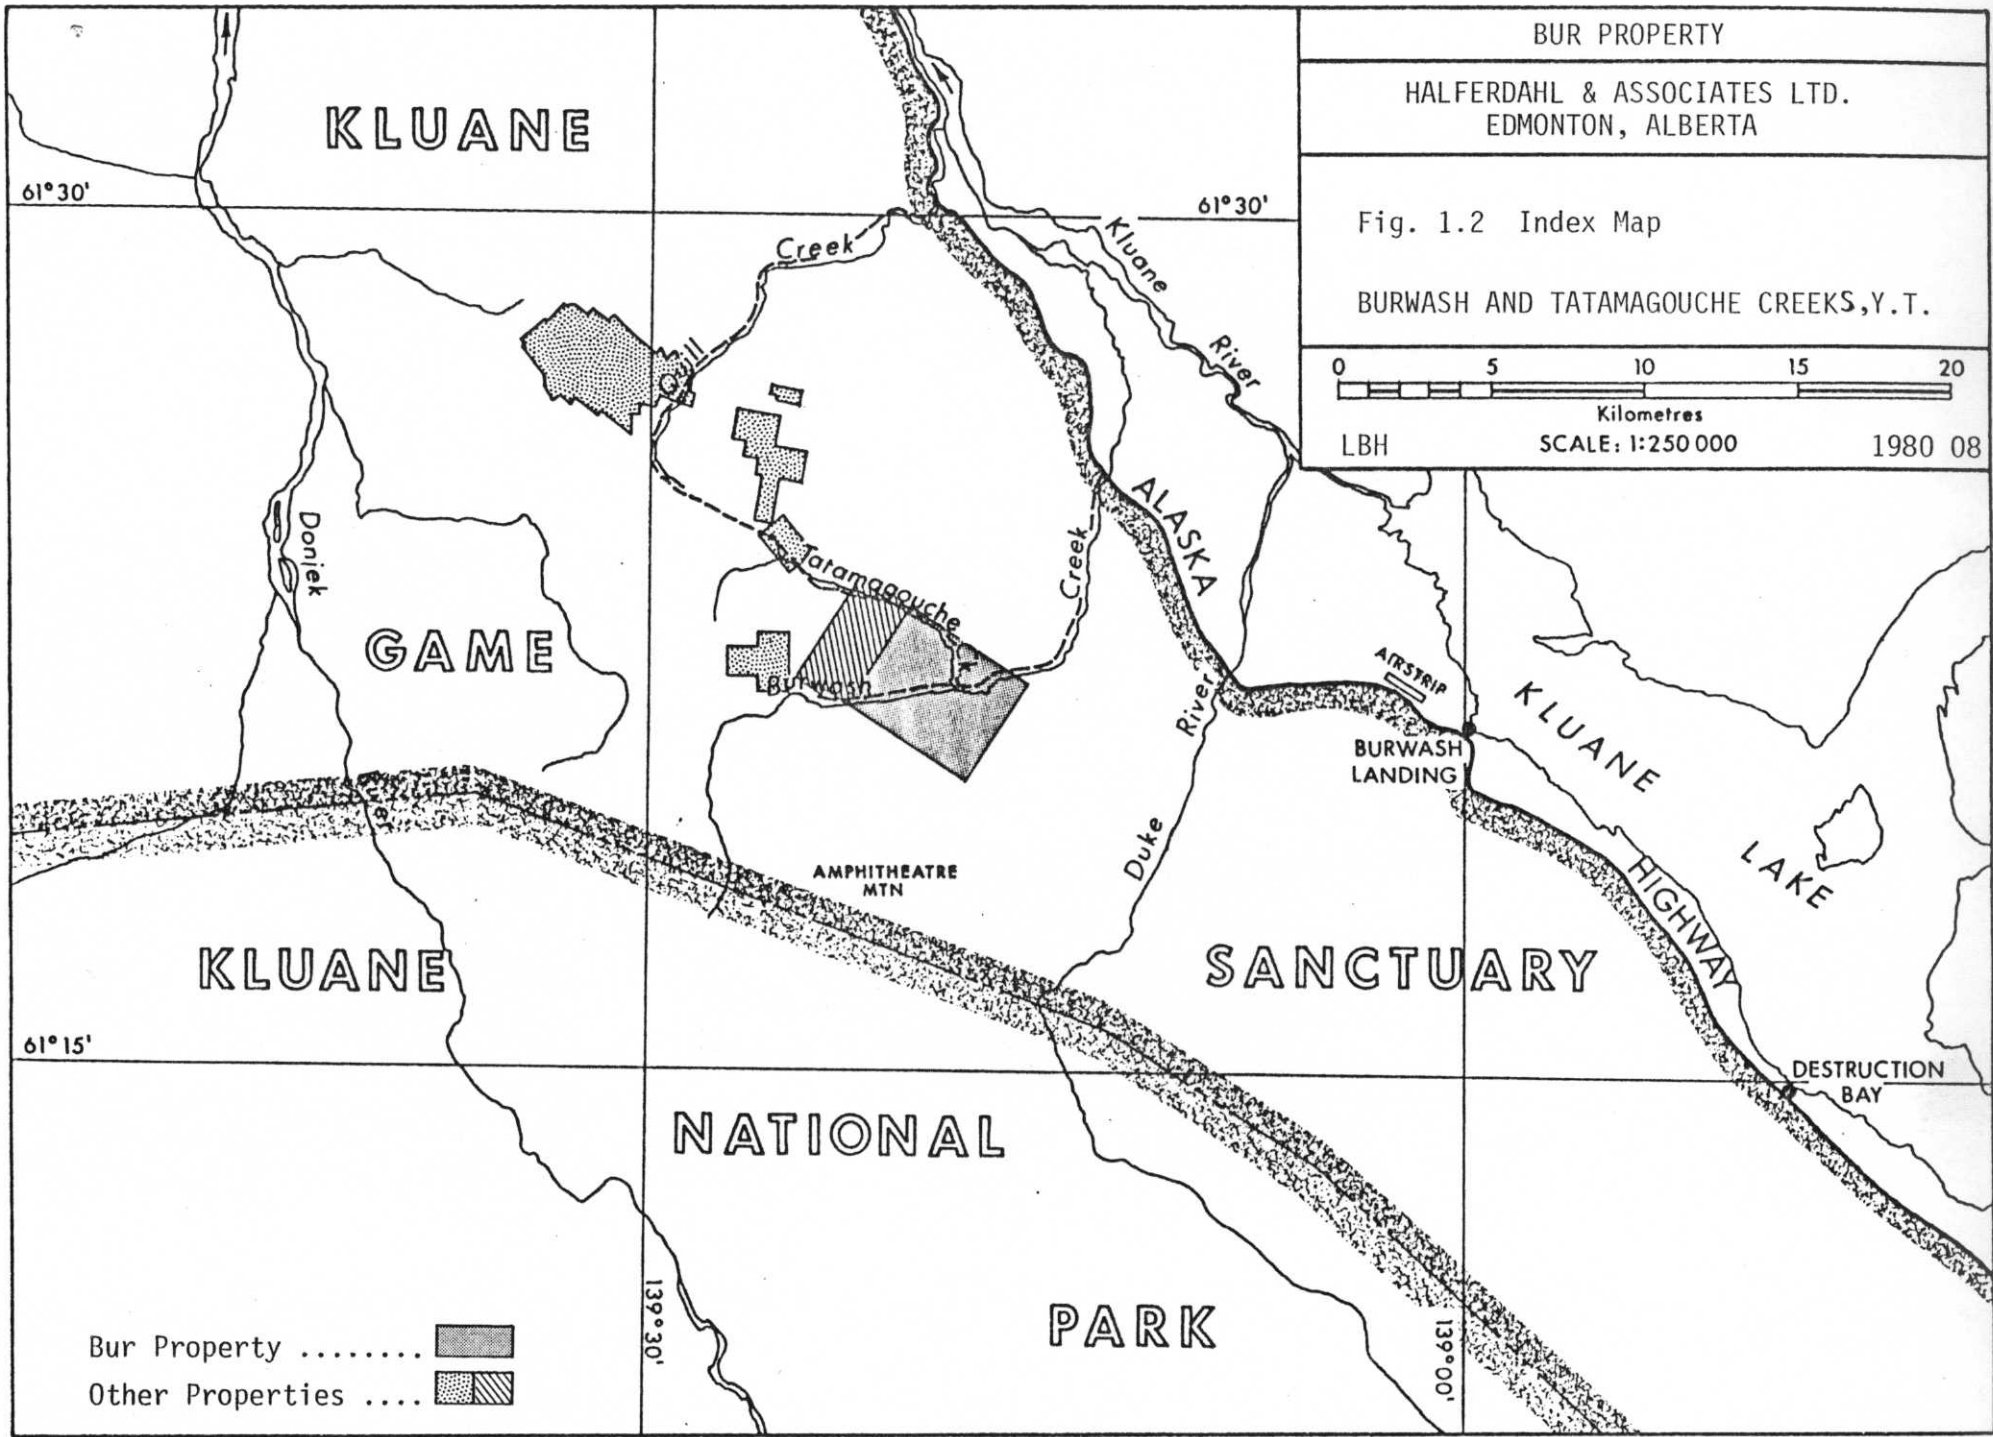 BUR PROPERTY
HALFERDAHL & ASSOCIATES LTD.
EDMONTON, ALBERTA
Fig. 1.2 Index Map
BURWASH AND TATAMAGOUCHE CREEKS,Y.T.
0 5 10 15 20
Kilometres
LBH SCALE: 1:250 000 1980 08
KLUANE
61°30'
61°30'
Creek
Kluane
River
Quill
Donjek
ALASKA
Creek
Tatamagouche
GAME
Burwash
AIRSTRIP
River
KLUANE
BURWASH
LANDING
River
Duke
LAKE
AMPHITHEATRE
MTN
HIGHWAY
KLUANE
SANCTUARY
61°15'
DESTRUCTION
BAY
NATIONAL
PARK
139°30'
139°00'
Bur Property ........
Other Properties ....